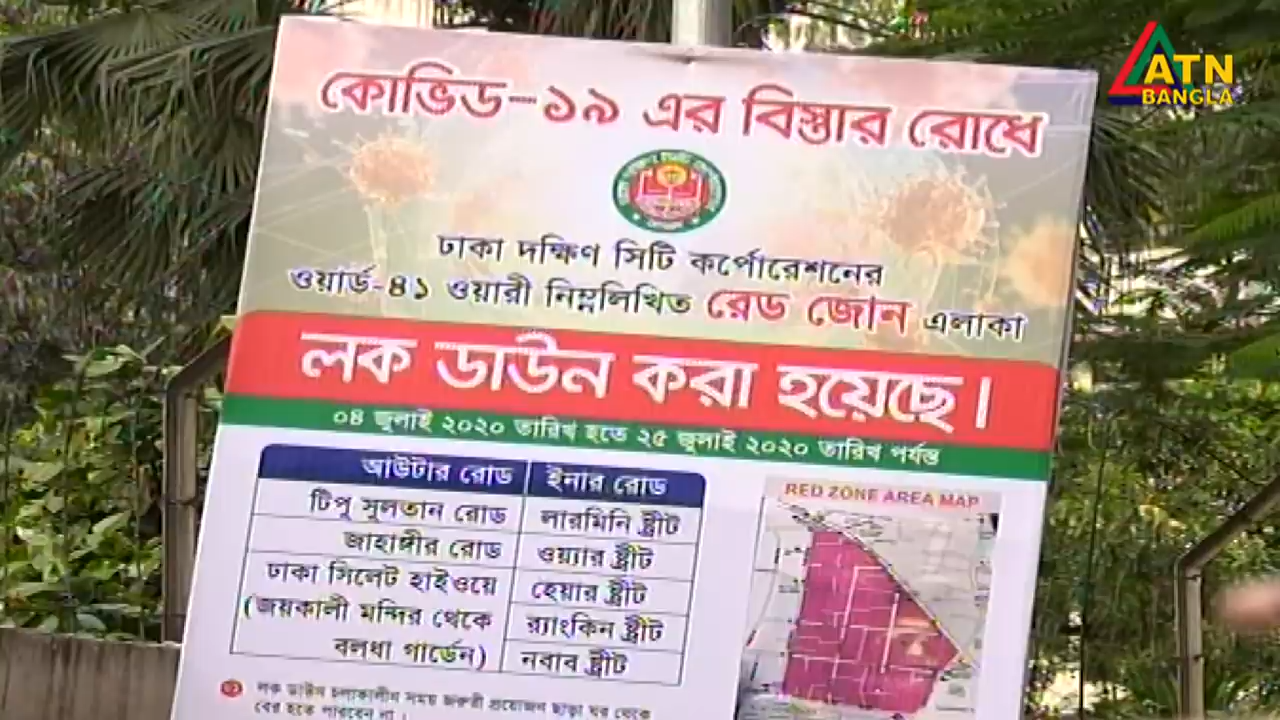 ATN
BANGLA
কোভিড-১৯ এর বিস্তার রোধে
ঢাকা দক্ষিণ সিটি কর্পোরেশনের
ওয়ার্ড-৪১ ওয়ারী নিম্নলিখিত রেড জোন এলাকা
লক ডাউন করা হয়েছে।
০৪ জুলাই ২০২০ তারিখ হতে ২৫ জুলাই ২০২০ তারিখ পর্যন্ত
আউটার রোড ইনার রোড
টিপু সুলতান রোড লারমিনি ষ্ট্রীট
জাহাঙ্গীর রোড ওয়্যার ষ্ট্রীট
ঢাকা সিলেট হাইওয়ে হেয়ার ষ্ট্রীট
(জয়কালী মন্দির থেকে র‍্যাংকিন ষ্ট্রীট
বলধা গার্ডেন) নবাব ষ্ট্রীট
RED ZONE AREA MAP
লক ডাউন চলাকালীন সময় জরুরী প্রয়োজন ছাড়া ঘর থেকে
বের হতে পারবেন না।